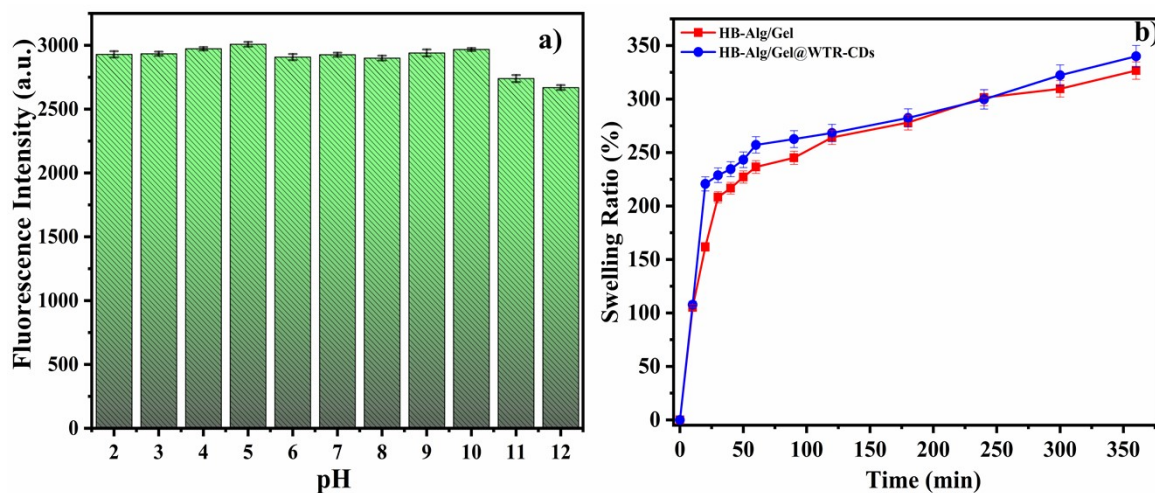 a)
Fluorescence Intensity (a.u.)
3000
2500
2000
1500
1000
500
0
2 3 4 5 6 7 8 9 10 11 12
pH
b)
HB-Alg/Gel
HB-Alg/Gel@WTR-CDs
Swelling Ratio (%)
350
300
250
200
150
100
50
0
0 50 100 150 200 250 300 350
Time (min)